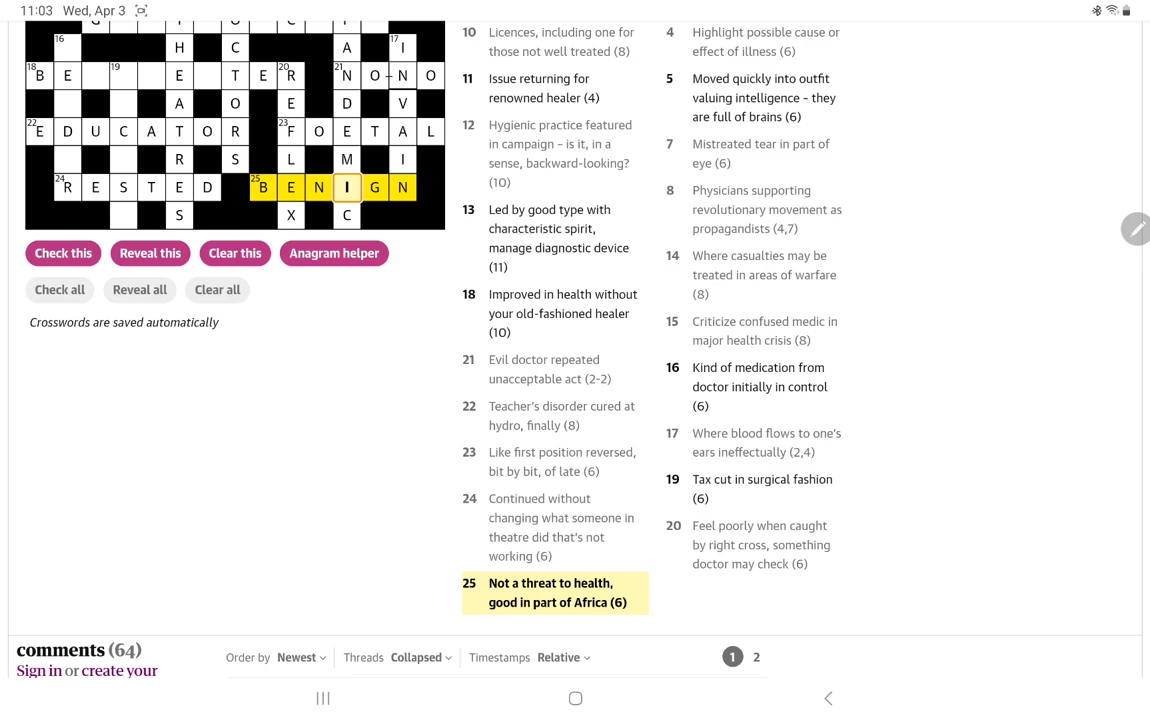 11:03 Wed, Apr 3
G I O C I
16 H C A 17 I
18 B E 19 E T E 20 R 21 N O - N O
A O E D V
22 E D U C A T O R 23 F O E T A L
R S L M I
24 R E S T E D 25 B E N I G N
S X C
Check this Reveal this Clear this Anagram helper
Check all Reveal all Clear all
Crosswords are saved automatically
10 Licences, including one for
those not well treated (8)
11 Issue returning for
renowned healer (4)
12 Hygienic practice featured
in campaign – is it, in a
sense, backward-looking?
(10)
13 Led by good type with
characteristic spirit,
manage diagnostic device
(11)
18 Improved in health without
your old-fashioned healer
(10)
21 Evil doctor repeated
unacceptable act (2-2)
22 Teacher's disorder cured at
hydro, finally (8)
23 Like first position reversed,
bit by bit, of late (6)
24 Continued without
changing what someone in
theatre did that's not
working (6)
25 Not a threat to health,
good in part of Africa (6)
4 Highlight possible cause or
effect of illness (6)
5 Moved quickly into outfit
valuing intelligence – they
are full of brains (6)
7 Mistreated tear in part of
eye (6)
8 Physicians supporting
revolutionary movement as
propagandists (4,7)
14 Where casualties may be
treated in areas of warfare
(8)
15 Criticize confused medic in
major health crisis (8)
16 Kind of medication from
doctor initially in control
(6)
17 Where blood flows to one's
ears ineffectually (2,4)
19 Tax cut in surgical fashion
(6)
20 Feel poorly when caught
by right cross, something
doctor may check (6)
comments (64)
Sign in or create your
Order by Newest Threads Collapsed Timestamps Relative 1 2